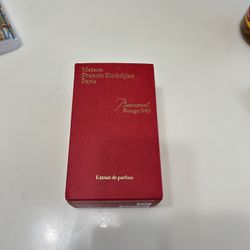 Maison
Francis Kurkdjian
Paris
Baccarat
Rouge 540
Extrait de parfum